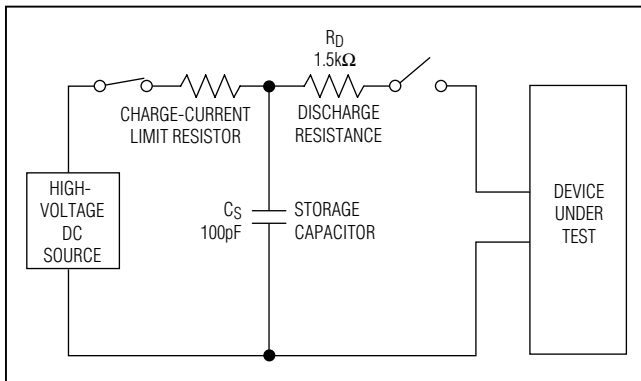 R_D
1.5kΩ
CHARGE-CURRENT
LIMIT RESISTOR
DISCHARGE
RESISTANCE
HIGH-
VOLTAGE
DC
SOURCE
C_S
100pF
STORAGE
CAPACITOR
DEVICE
UNDER
TEST